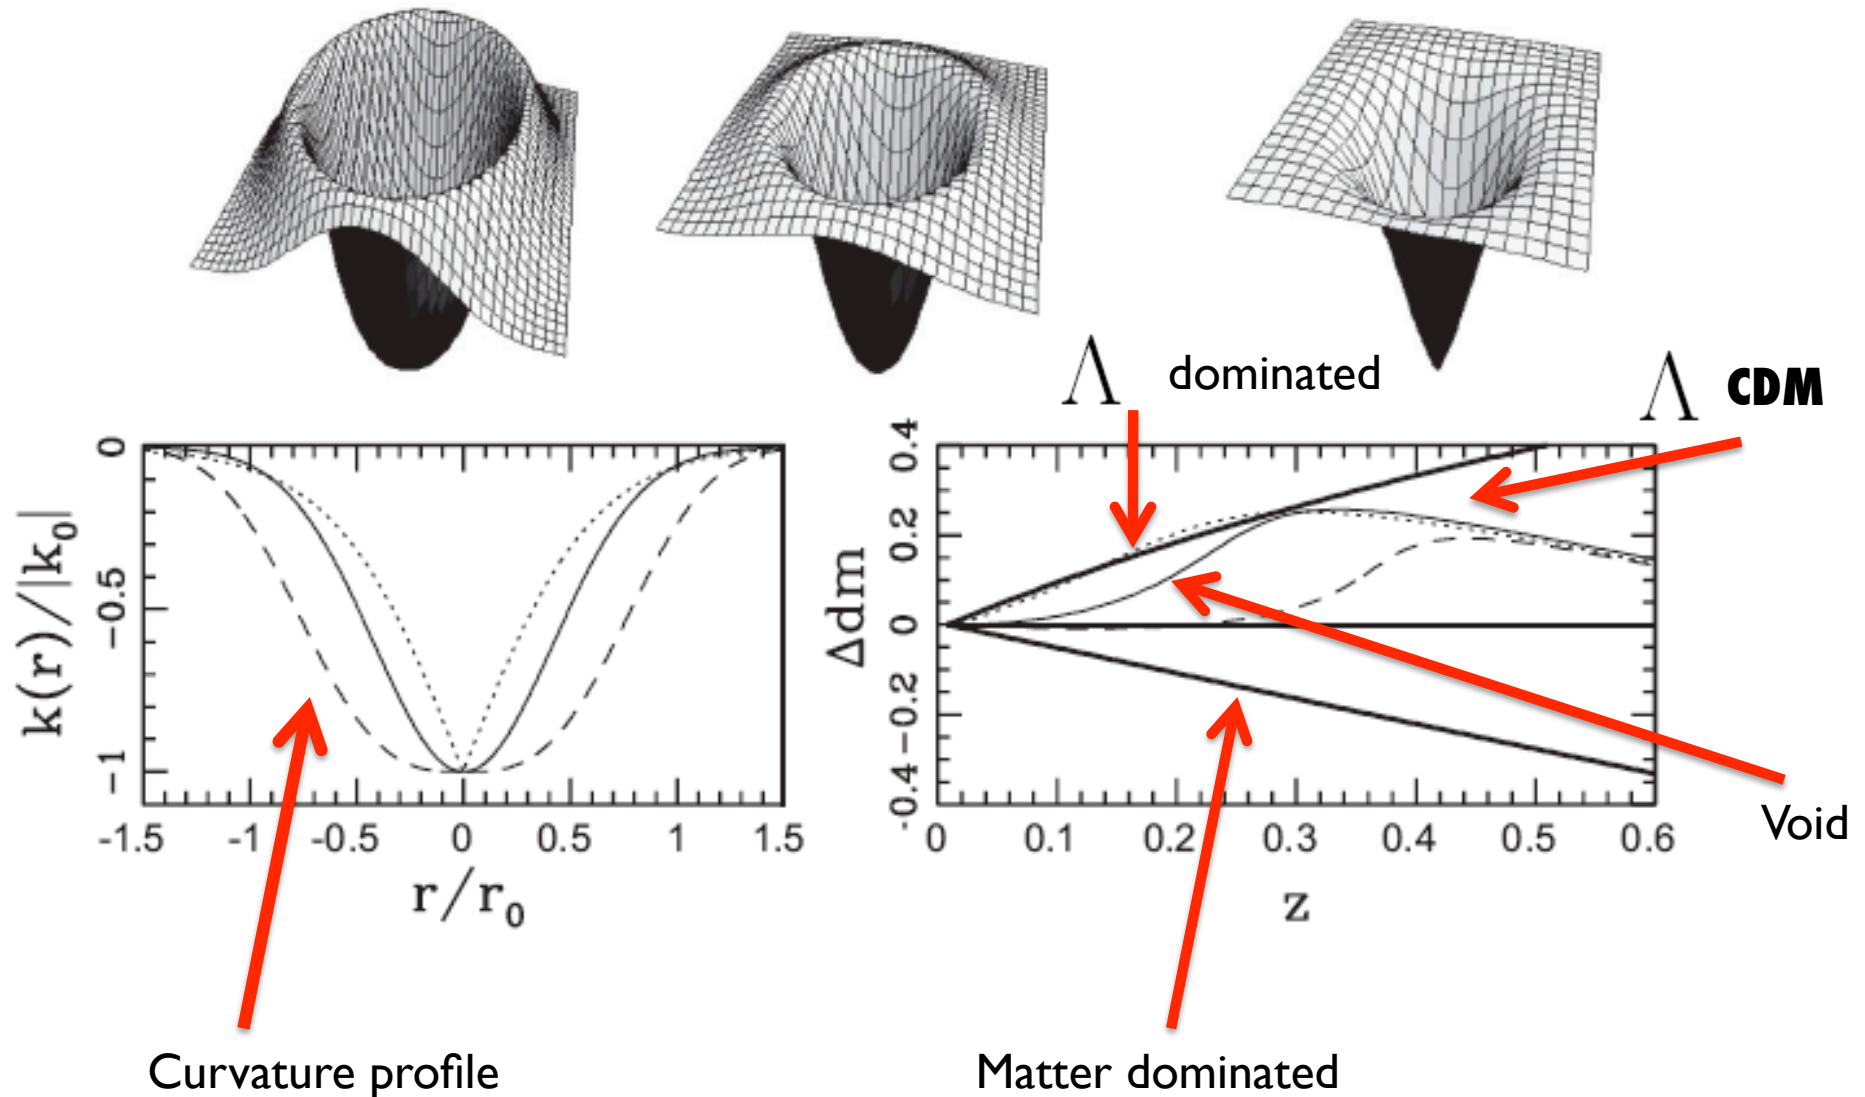 Λ dominated
Λ CDM
k(r)/|k₀|
0
-0.5
-1
-1.5 -1 -0.5 0 0.5 1 1.5
r/r₀
Δdm
0.4
0.2
0
-0.2
-0.4
0 0.1 0.2 0.3 0.4 0.5 0.6
z
Void
Curvature profile
Matter dominated